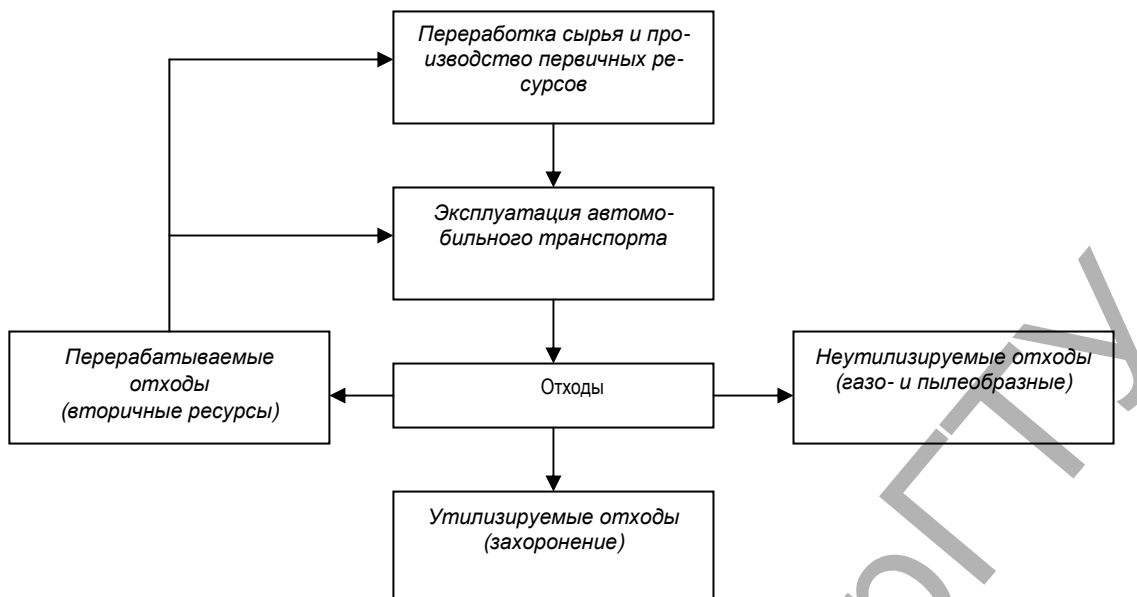 Переработка сырья и про-
изводство первичных ре-
сурсов
Эксплуатация автомо-
бильного транспорта
Перерабатываемые
отходы
(вторичные ресурсы)
Отходы
Неутилизируемые отходы
(газо- и пылеобразные)
Утилизируемые отходы
(захоронение)